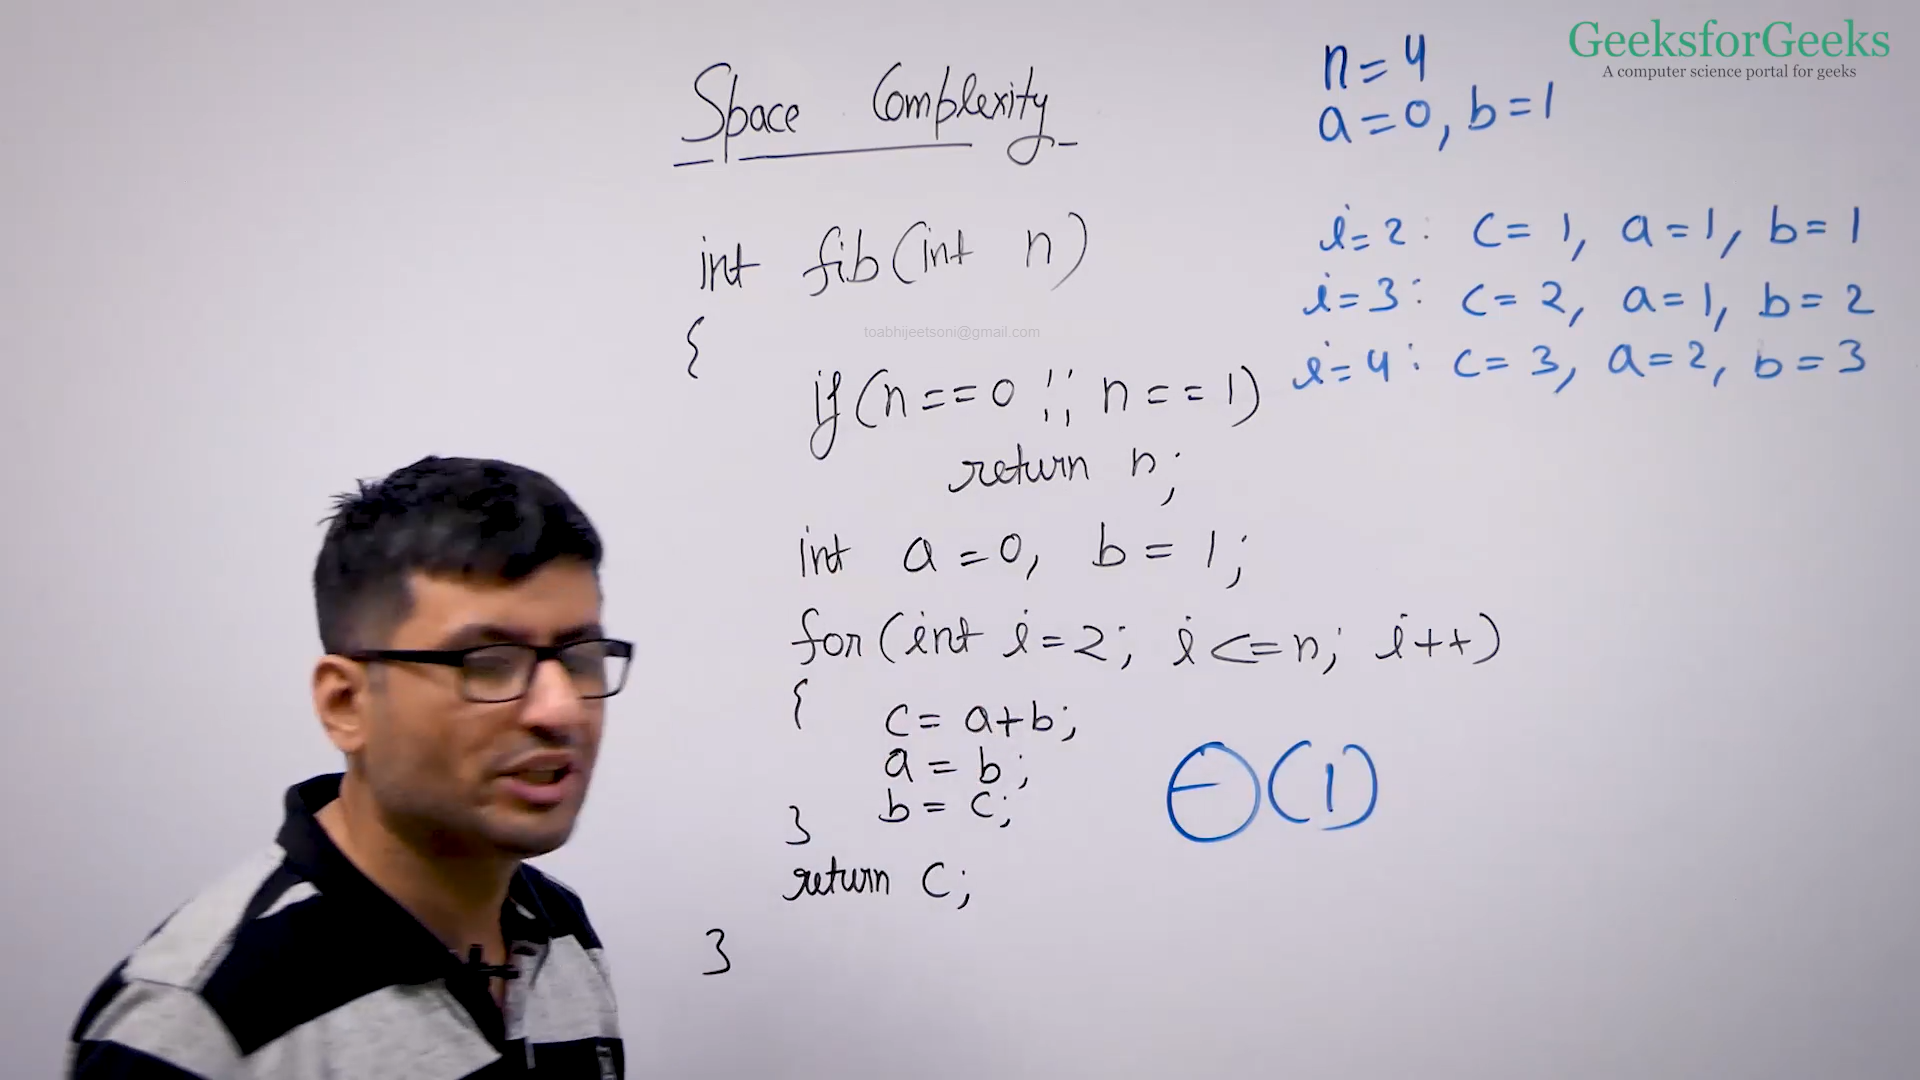 GeeksforGeeks
A computer science portal for geeks
Space Complexity
int fib(int n)
{
toabhijeetsoni@gmail.com
if(n==0 || n==1)
return n;
int a=0, b=1;
for(int i=2; i<=n; i++)
{ c=a+b;
a=b;
b=c;
}
return c;
}
n=4
a=0, b=1
i=2: c=1, a=1, b=1
i=3: c=2, a=1, b=2
i=4: c=3, a=2, b=3
Θ(1)